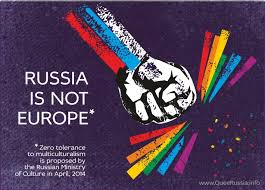 RUSSIA
IS NOT
EUROPE*
* Zero tolerance
to multiculturalism
is proposed by
the Russian Ministry
of Culture in April, 2014
www.QueerRussia.info